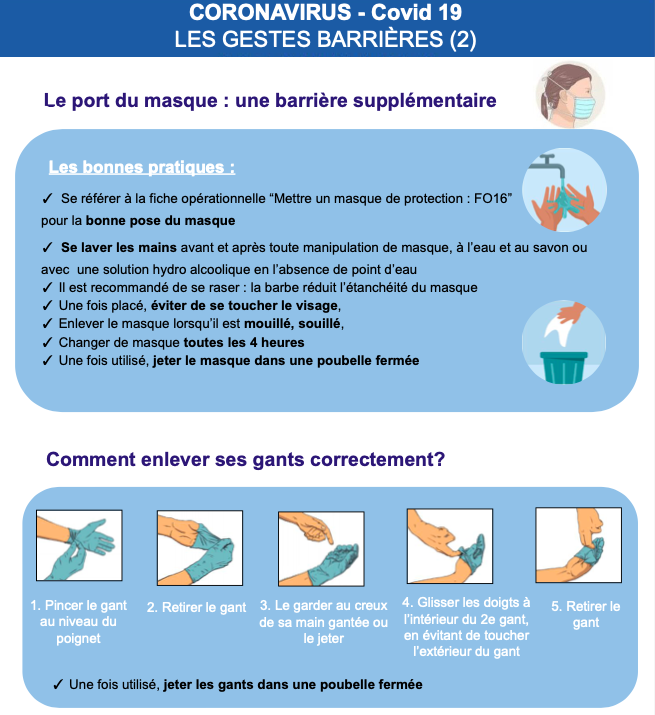 CORONAVIRUS - Covid 19
LES GESTES BARRIÈRES (2)
Le port du masque : une barrière supplémentaire
Les bonnes pratiques :
✓ Se référer à la fiche opérationnelle “Mettre un masque de protection : FO16”
pour la bonne pose du masque
✓ Se laver les mains avant et après toute manipulation de masque, à l’eau et au savon ou
avec une solution hydro alcoolique en l’absence de point d’eau
✓ Il est recommandé de se raser : la barbe réduit l’étanchéité du masque
✓ Une fois placé, éviter de se toucher le visage,
✓ Enlever le masque lorsqu’il est mouillé, souillé,
✓ Changer de masque toutes les 4 heures
✓ Une fois utilisé, jeter le masque dans une poubelle fermée
Comment enlever ses gants correctement?
1. Pincer le gant
au niveau du
poignet
2. Retirer le gant
3. Le garder au creux
de sa main gantée ou
le jeter
4. Glisser les doigts à
l’intérieur du 2e gant,
en évitant de toucher
l’extérieur du gant
5. Retirer le
gant
✓ Une fois utilisé, jeter les gants dans une poubelle fermée